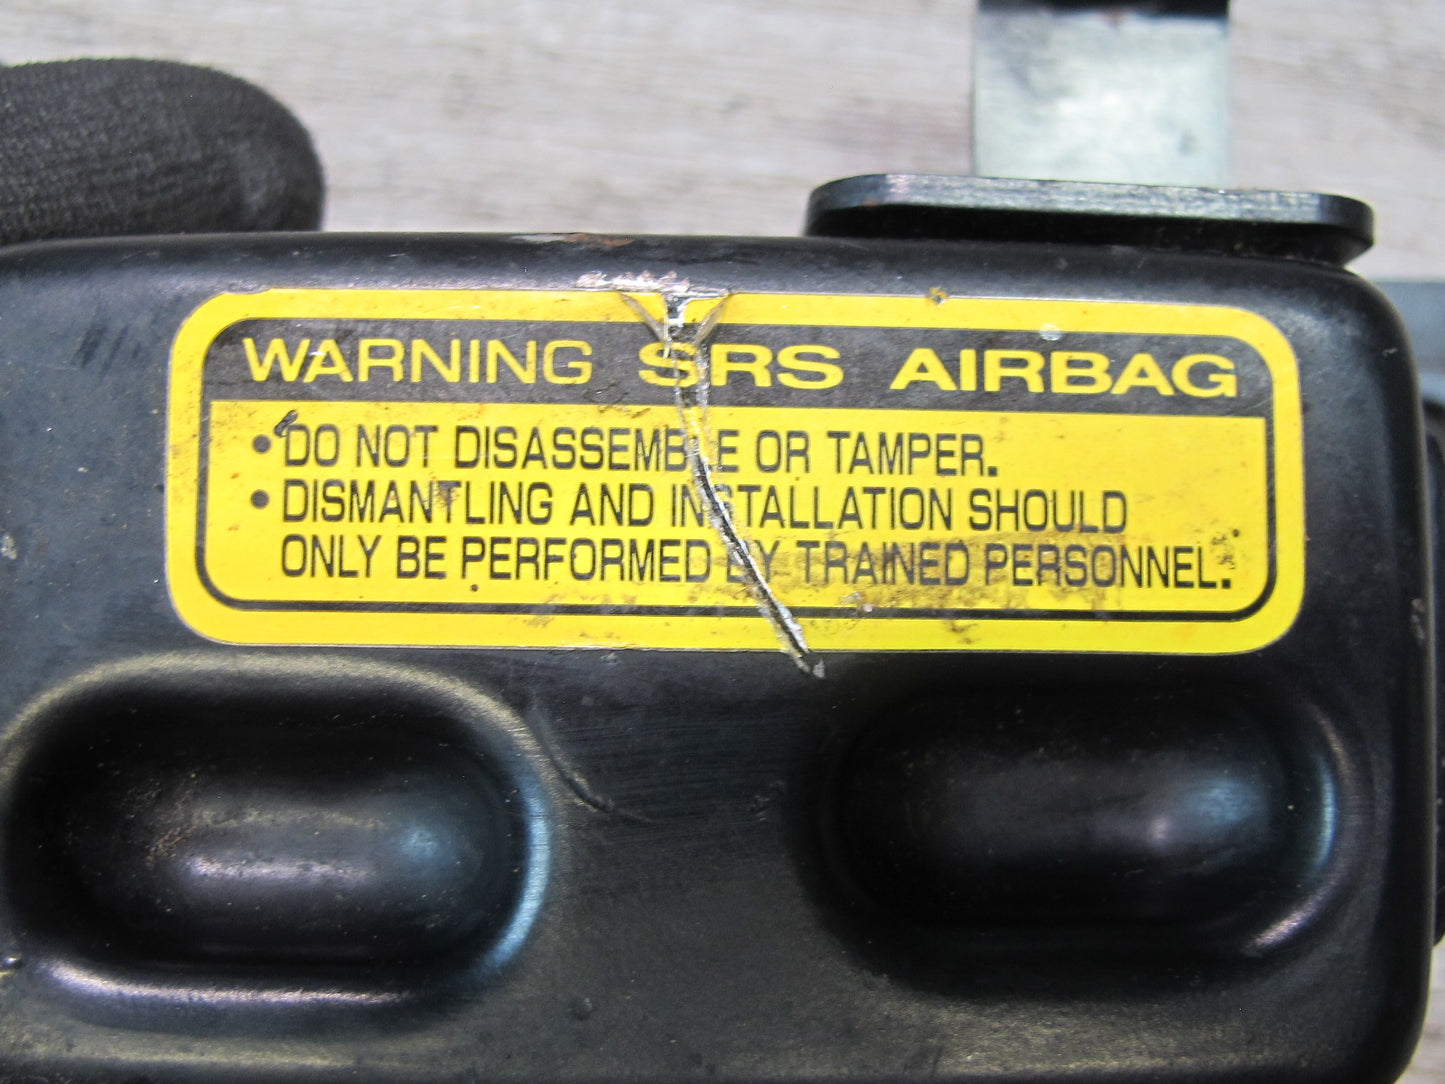 WARNING SRS AIRBAG
• DO NOT DISASSEMBLE OR TAMPER.
• DISMANTLING AND INSTALLATION SHOULD
ONLY BE PERFORMED BY TRAINED PERSONNEL.